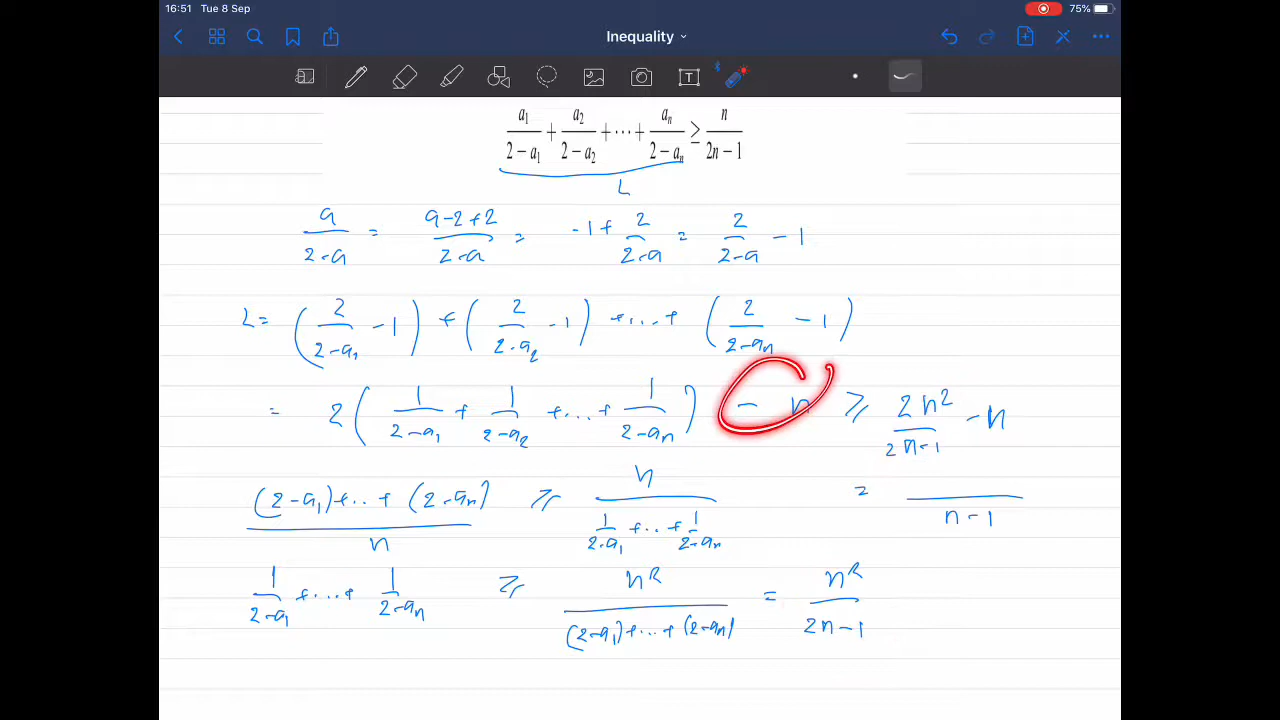 16:51 Tue 8 Sep 75%
Inequality
T
a₁/(2−a₁) + a₂/(2−a₂) + ⋯ + aₙ/(2−aₙ) ≥ n/(2n−1)
L
a/(2-a) = (a-2+2)/(2-a) = -1 + 2/(2-a) = 2/(2-a) - 1
L = (2/(2-a₁) - 1) + (2/(2-a₂) - 1) + ... + (2/(2-aₙ) - 1)
= 2(1/(2-a₁) + 1/(2-a₂) + ... + 1/(2-aₙ)) - n ⩾ 2n²/(2n-1) - n
((2-a₁) + ... + (2-aₙ))/n ⩾ n/(1/(2-a₁) + ... + 1/(2-aₙ)) = /(n-1)
1/(2-a₁) + ... + 1/(2-aₙ) ⩾ n²/((2-a₁) + ... + (2-aₙ)) = n²/(2n-1)